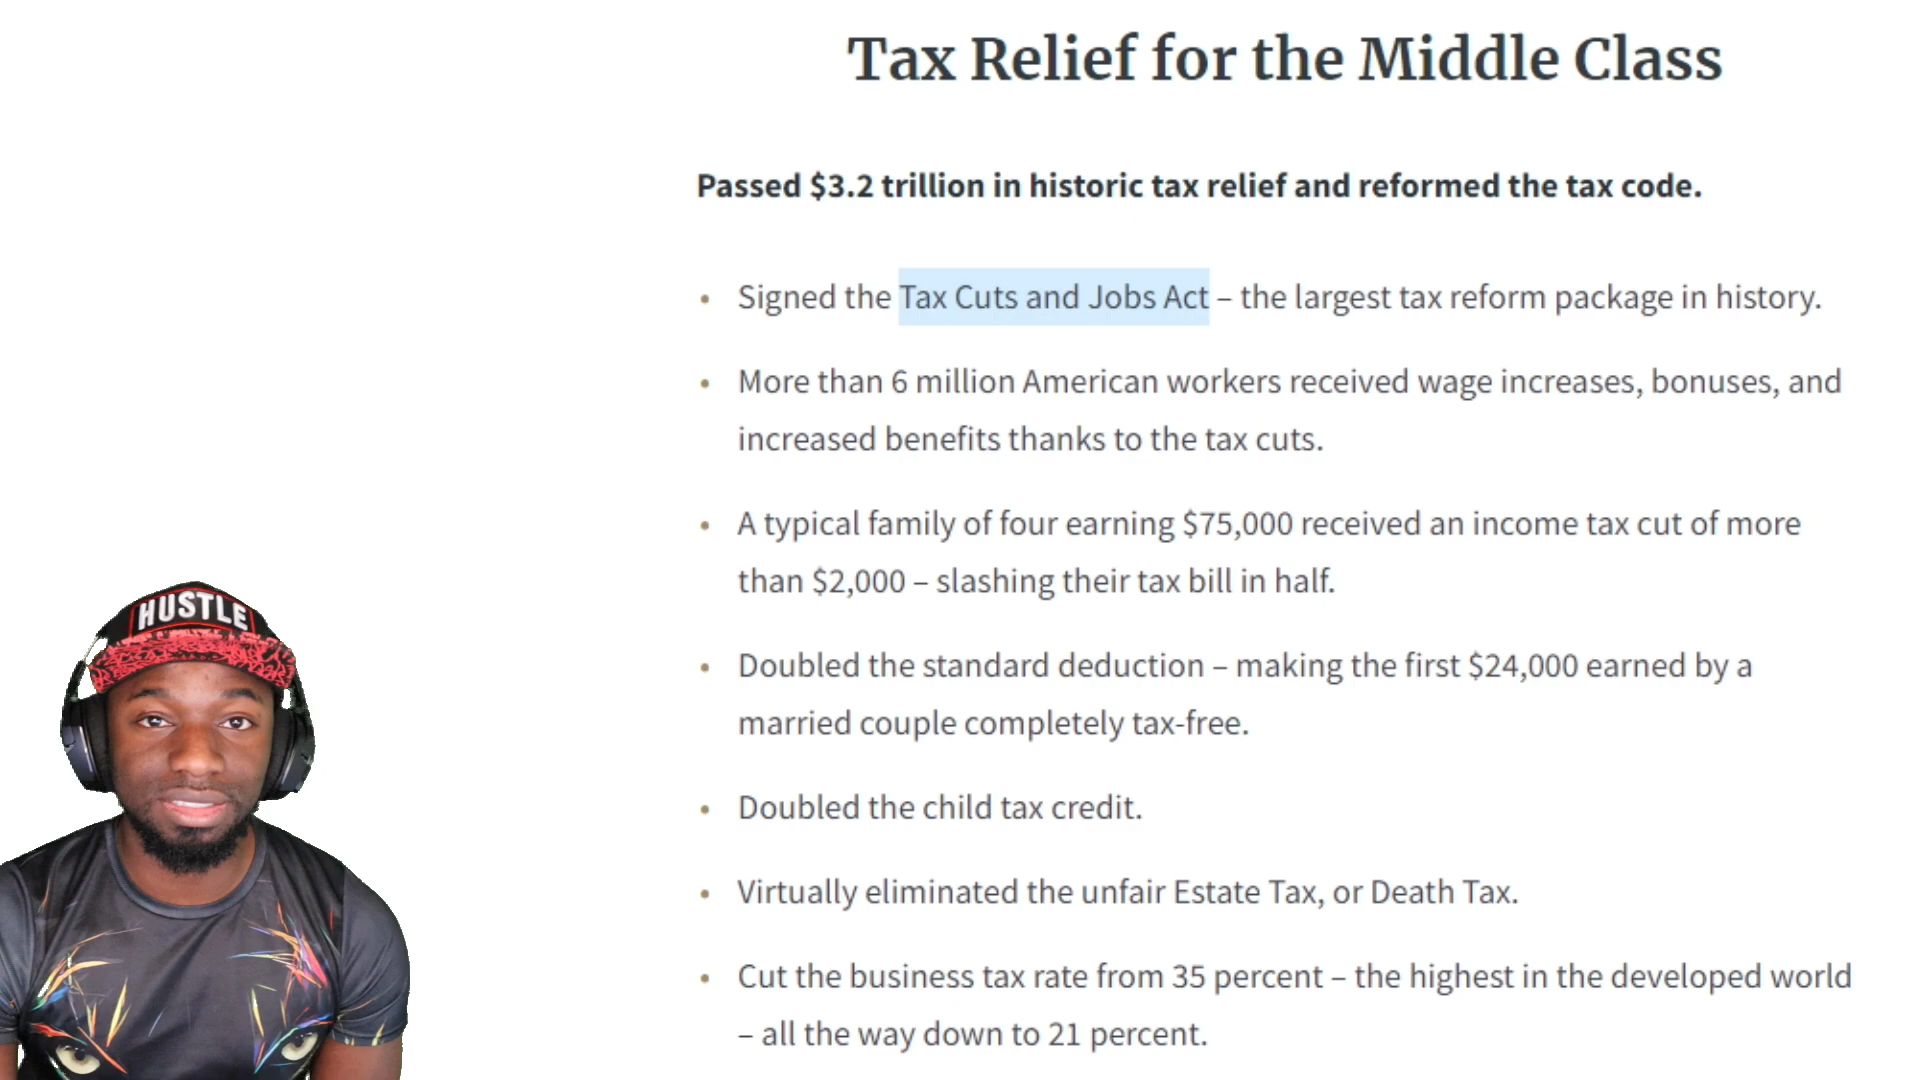 Tax Relief for the Middle Class
Passed $3.2 trillion in historic tax relief and reformed the tax code.
• Signed the Tax Cuts and Jobs Act – the largest tax reform package in history.
• More than 6 million American workers received wage increases, bonuses, and
increased benefits thanks to the tax cuts.
• A typical family of four earning $75,000 received an income tax cut of more
than $2,000 – slashing their tax bill in half.
• Doubled the standard deduction – making the first $24,000 earned by a
married couple completely tax-free.
• Doubled the child tax credit.
• Virtually eliminated the unfair Estate Tax, or Death Tax.
• Cut the business tax rate from 35 percent – the highest in the developed world
– all the way down to 21 percent.
HUSTLE